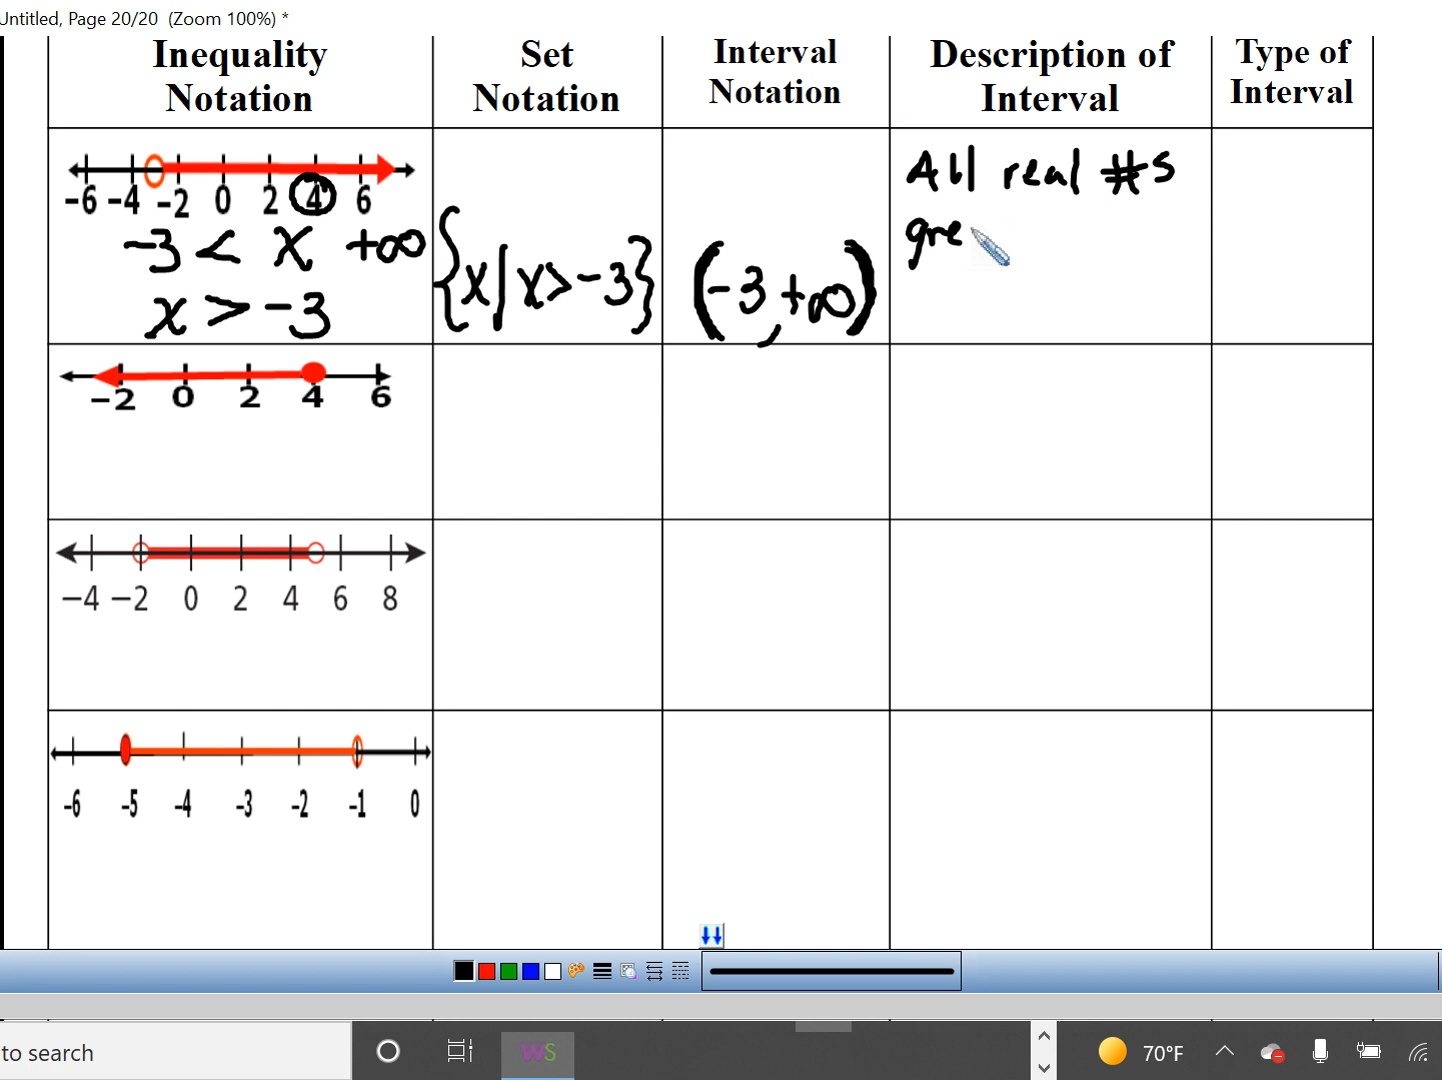 Untitled, Page 20/20 (Zoom 100%) *
Inequality Notation
Set Notation
Interval Notation
Description of Interval
Type of Interval
-6 -4 -2 0 2 4 6
-3 < x +∞
x > -3
{x | x > -3}
(-3, +∞)
All real #s
gre
-2 0 2 4 6
-4 -2 0 2 4 6 8
-6 -5 -4 -3 -2 -1 0
to search
WS
70°F